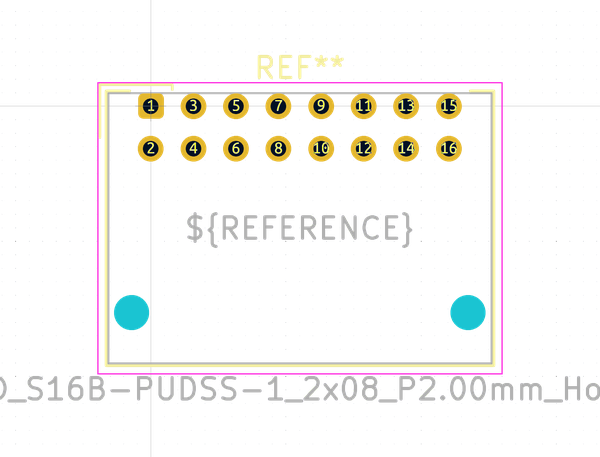 REF**
1 3 5 7 9 11 13 15
2 4 6 8 10 12 14 16
${REFERENCE}
_S16B-PUDSS-1_2x08_P2.00mm_Ho